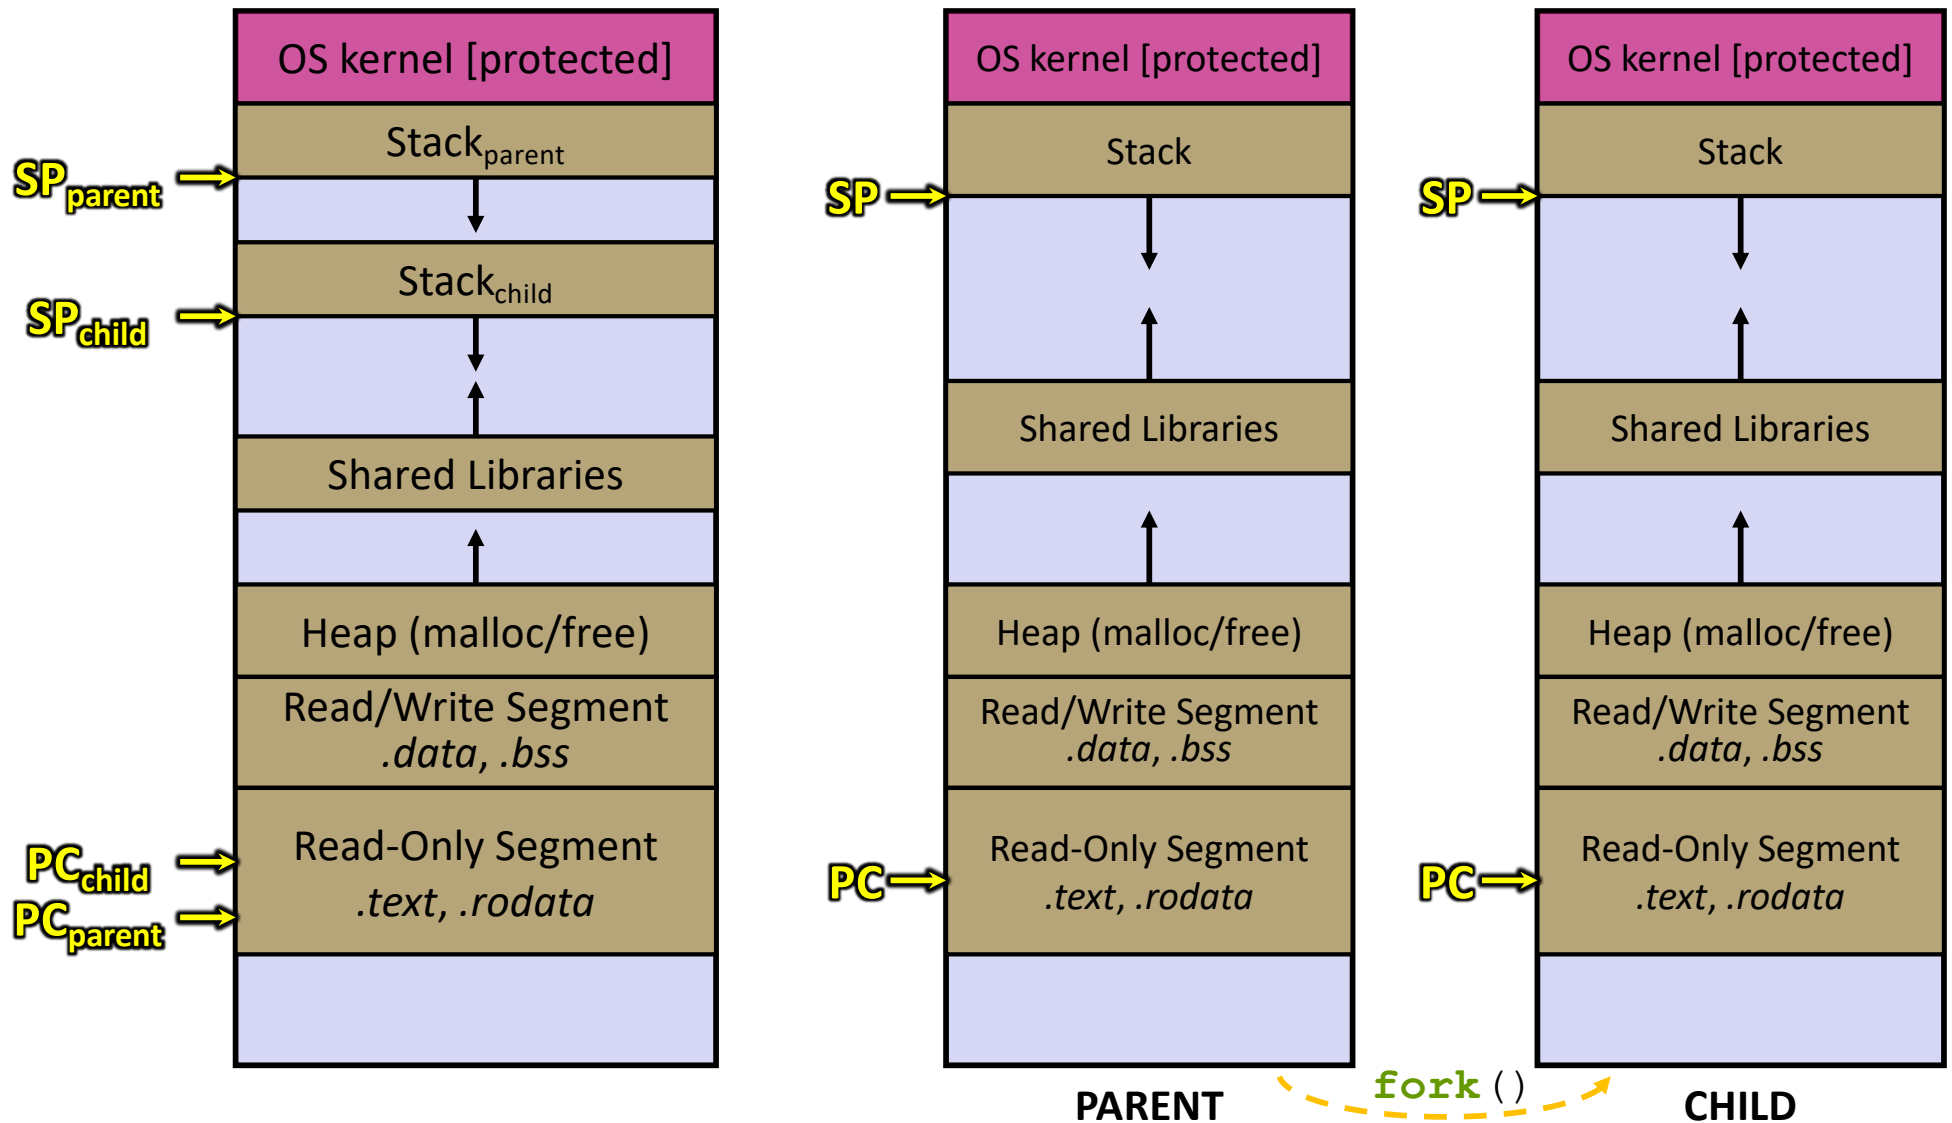 OS kernel [protected]
Stackparent
SPparent
Stackchild
SPchild
Shared Libraries
Heap (malloc/free)
Read/Write Segment
.data, .bss
Read-Only Segment
.text, .rodata
PCchild
PCparent
OS kernel [protected]
Stack
SP
Shared Libraries
Heap (malloc/free)
Read/Write Segment
.data, .bss
Read-Only Segment
.text, .rodata
PC
PARENT
fork()
OS kernel [protected]
Stack
SP
Shared Libraries
Heap (malloc/free)
Read/Write Segment
.data, .bss
Read-Only Segment
.text, .rodata
PC
CHILD